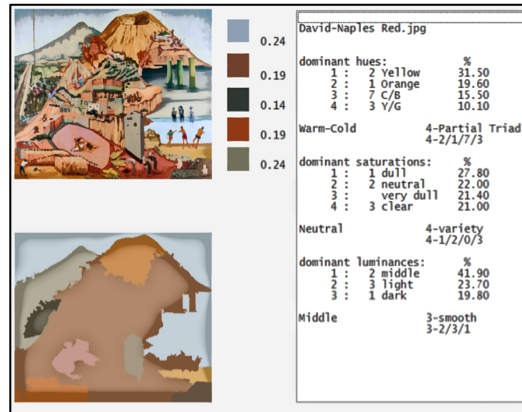 0.24
0.19
0.14
0.19
0.24
David-Naples Red.jpg
dominant hues: %
1 : 2 Yellow 31.50
2 : 1 Orange 19.60
3 : 7 C/B 15.50
4 : 3 Y/G 10.10
Warm-Cold 4-Partial Triad
4-2/1/7/3
dominant saturations: %
1 : 1 dull 27.80
2 : 2 neutral 22.00
3 : very dull 21.40
4 : 3 clear 21.00
Neutral 4-variety
4-1/2/0/3
dominant luminances: %
1 : 2 middle 41.90
2 : 3 light 23.70
3 : 1 dark 19.80
Middle 3-smooth
3-2/3/1